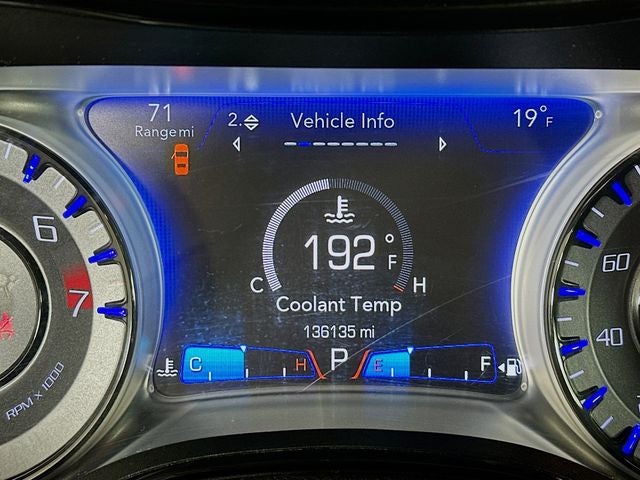 71
Range mi
2.
Vehicle Info
19°F
192°F
C
H
Coolant Temp
136135 mi
C
H
P
E
F
6
7
RPM x 1000
60
40